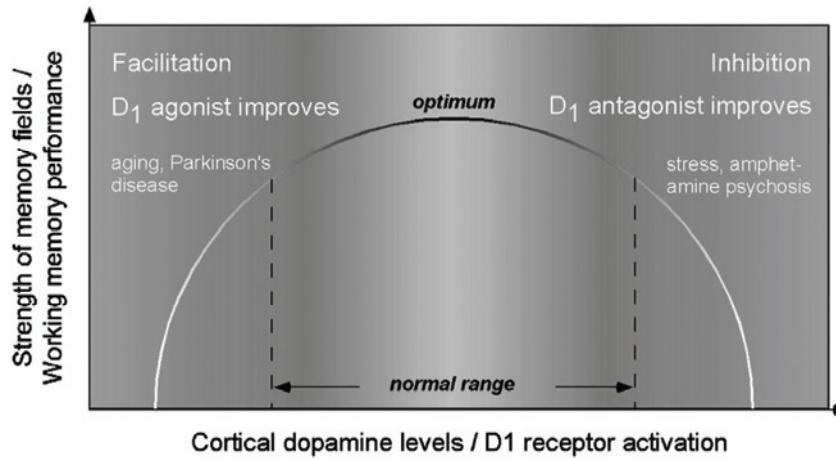 Strength of memory fields /
Working memory performance
Facilitation
D1 agonist improves
aging, Parkinson's
disease
optimum
Inhibition
D1 antagonist improves
stress, amphet-
amine psychosis
normal range
Cortical dopamine levels / D1 receptor activation